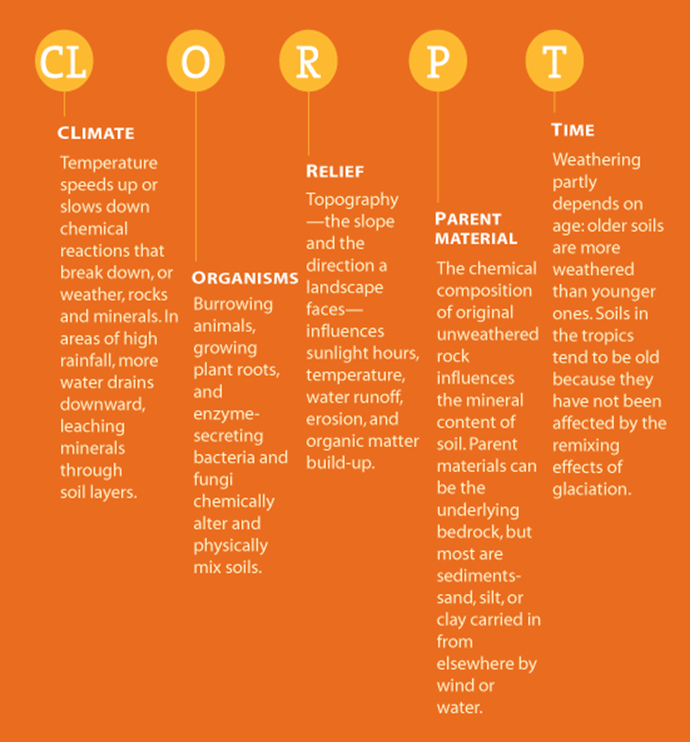 CL
O
R
P
T
CLIMATE
Temperature
speeds up or
slows down
chemical
reactions that
break down, or
weather, rocks
and minerals. In
areas of high
rainfall, more
water drains
downward,
leaching
minerals
through
soil layers.
ORGANISMS
Burrowing
animals,
growing
plant roots,
and
enzyme-
secreting
bacteria and
fungi
chemically
alter and
physically
mix soils.
RELIEF
Topography
—the slope
and the
direction a
landscape
faces—
influences
sunlight hours,
temperature,
water runoff,
erosion, and
organic matter
build-up.
PARENT
MATERIAL
The chemical
composition
of original
unweathered
rock
influences
the mineral
content of
soil. Parent
materials can
be the
underlying
bedrock, but
most are
sediments-
sand, silt, or
clay carried in
from
elsewhere by
wind or
water.
TIME
Weathering
partly
depends on
age: older soils
are more
weathered
than younger
ones. Soils in
the tropics
tend to be old
because they
have not been
affected by the
remixing
effects of
glaciation.